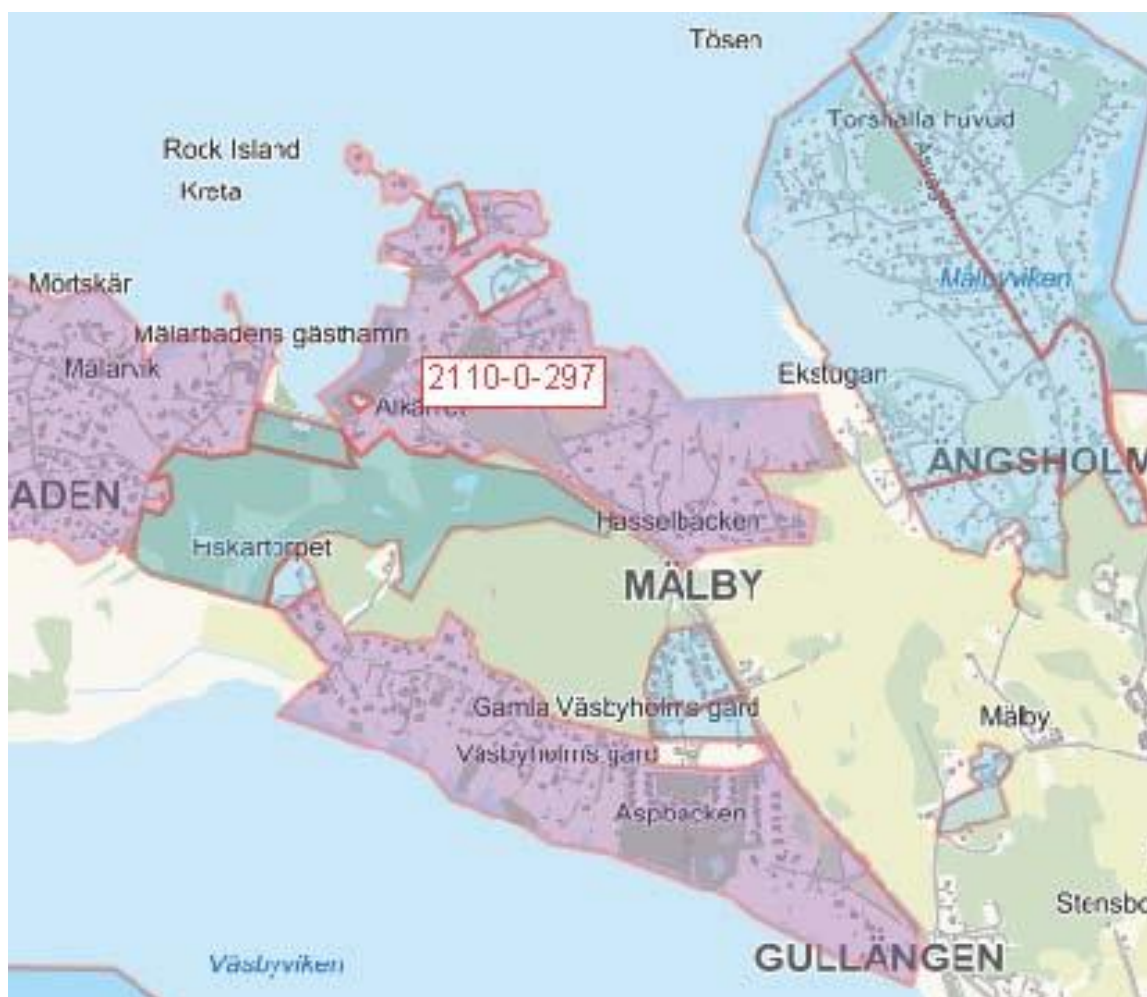 Tösen
Torshälla huvud
Rock Island
Kreta
Mälbyviken
Mörtskär
Mälarbadens gästhamn
Mälarvik
2110-0-297
Ekstugan
Alkärret
ÄNGSHOLM
ADEN
Hasselbacken
Fiskartorpet
MÄLBY
Gamla Väsbyholms gård
Mälby
Väsbyholms gård
Aspbacken
Stensbo
GULLÄNGEN
Väsbyviken